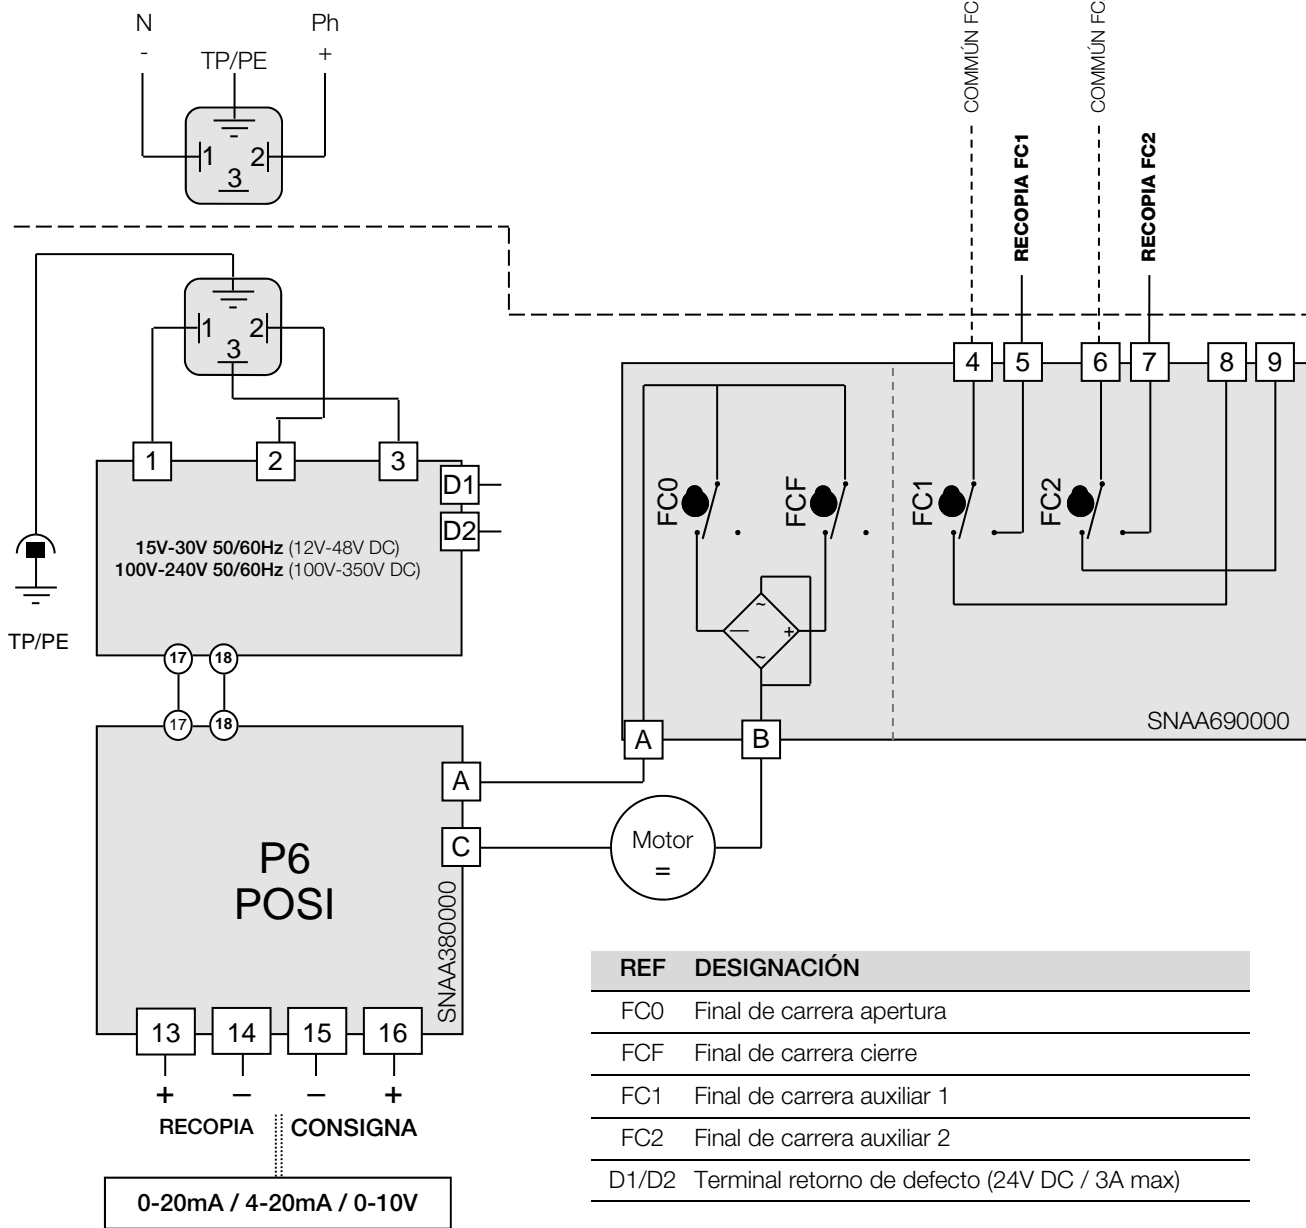 N
Ph
-
+
TP/PE
1
2
3
COMMÚN FC
COMMÚN FC
RECOPIA FC1
RECOPIA FC2
1
2
3
4
5
6
7
8
9
1
2
3
D1
D2
15V-30V 50/60Hz (12V-48V DC)
100V-240V 50/60Hz (100V-350V DC)
TP/PE
FC0
FCF
FC1
FC2
~
—
+
~
17
18
17
18
SNAA690000
A
B
A
C
Motor
=
P6
POSI
SNAA380000
13
14
15
16
+
–
–
+
RECOPIA
CONSIGNA
0-20mA / 4-20mA / 0-10V
REF DESIGNACIÓN
FC0 Final de carrera apertura
FCF Final de carrera cierre
FC1 Final de carrera auxiliar 1
FC2 Final de carrera auxiliar 2
D1/D2 Terminal retorno de defecto (24V DC / 3A max)